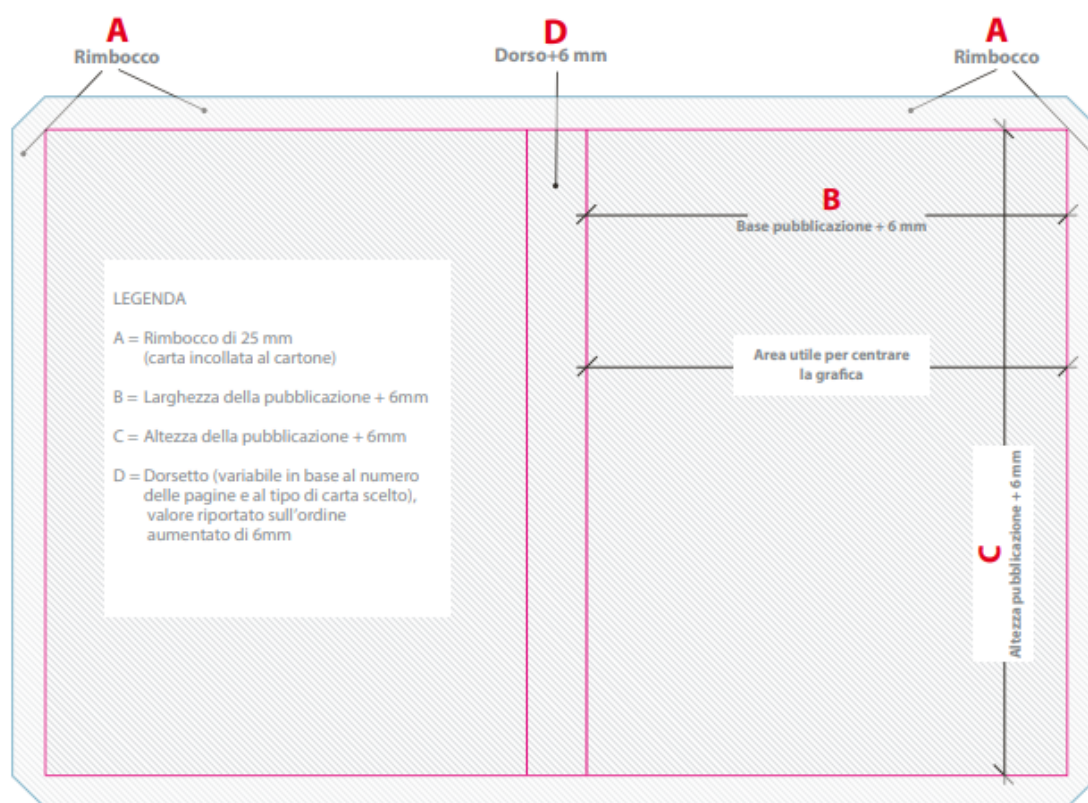 A
Rimbocco
D
Dorso+6 mm
A
Rimbocco
B
Base pubblicazione + 6 mm
LEGENDA
A = Rimbocco di 25 mm
(carta incollata al cartone)
B = Larghezza della pubblicazione + 6mm
C = Altezza della pubblicazione + 6mm
D = Dorsetto (variabile in base al numero
delle pagine e al tipo di carta scelto),
valore riportato sull’ordine
aumentato di 6mm
Area utile per centrare
la grafica
C
Altezza pubblicazione + 6 mm